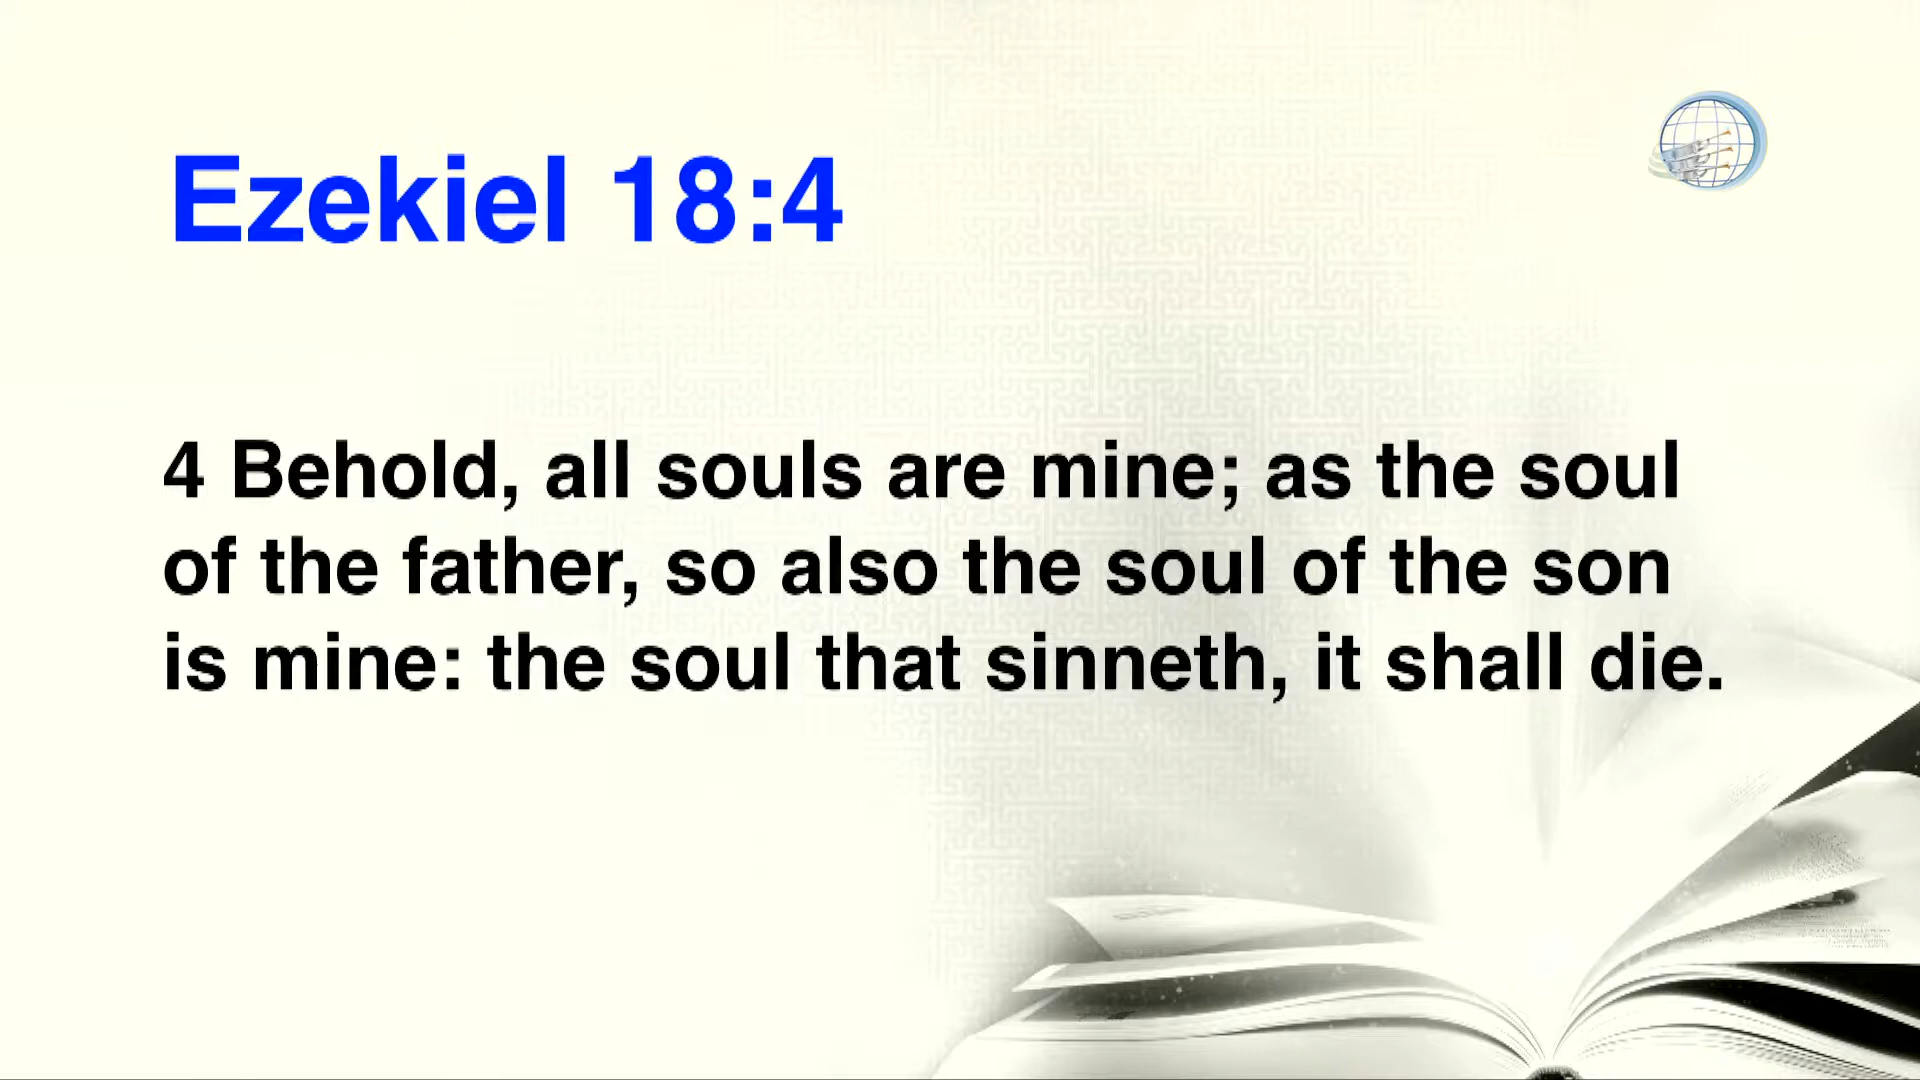 Ezekiel 18:4
4 Behold, all souls are mine; as the soul
of the father, so also the soul of the son
is mine: the soul that sinneth, it shall die.